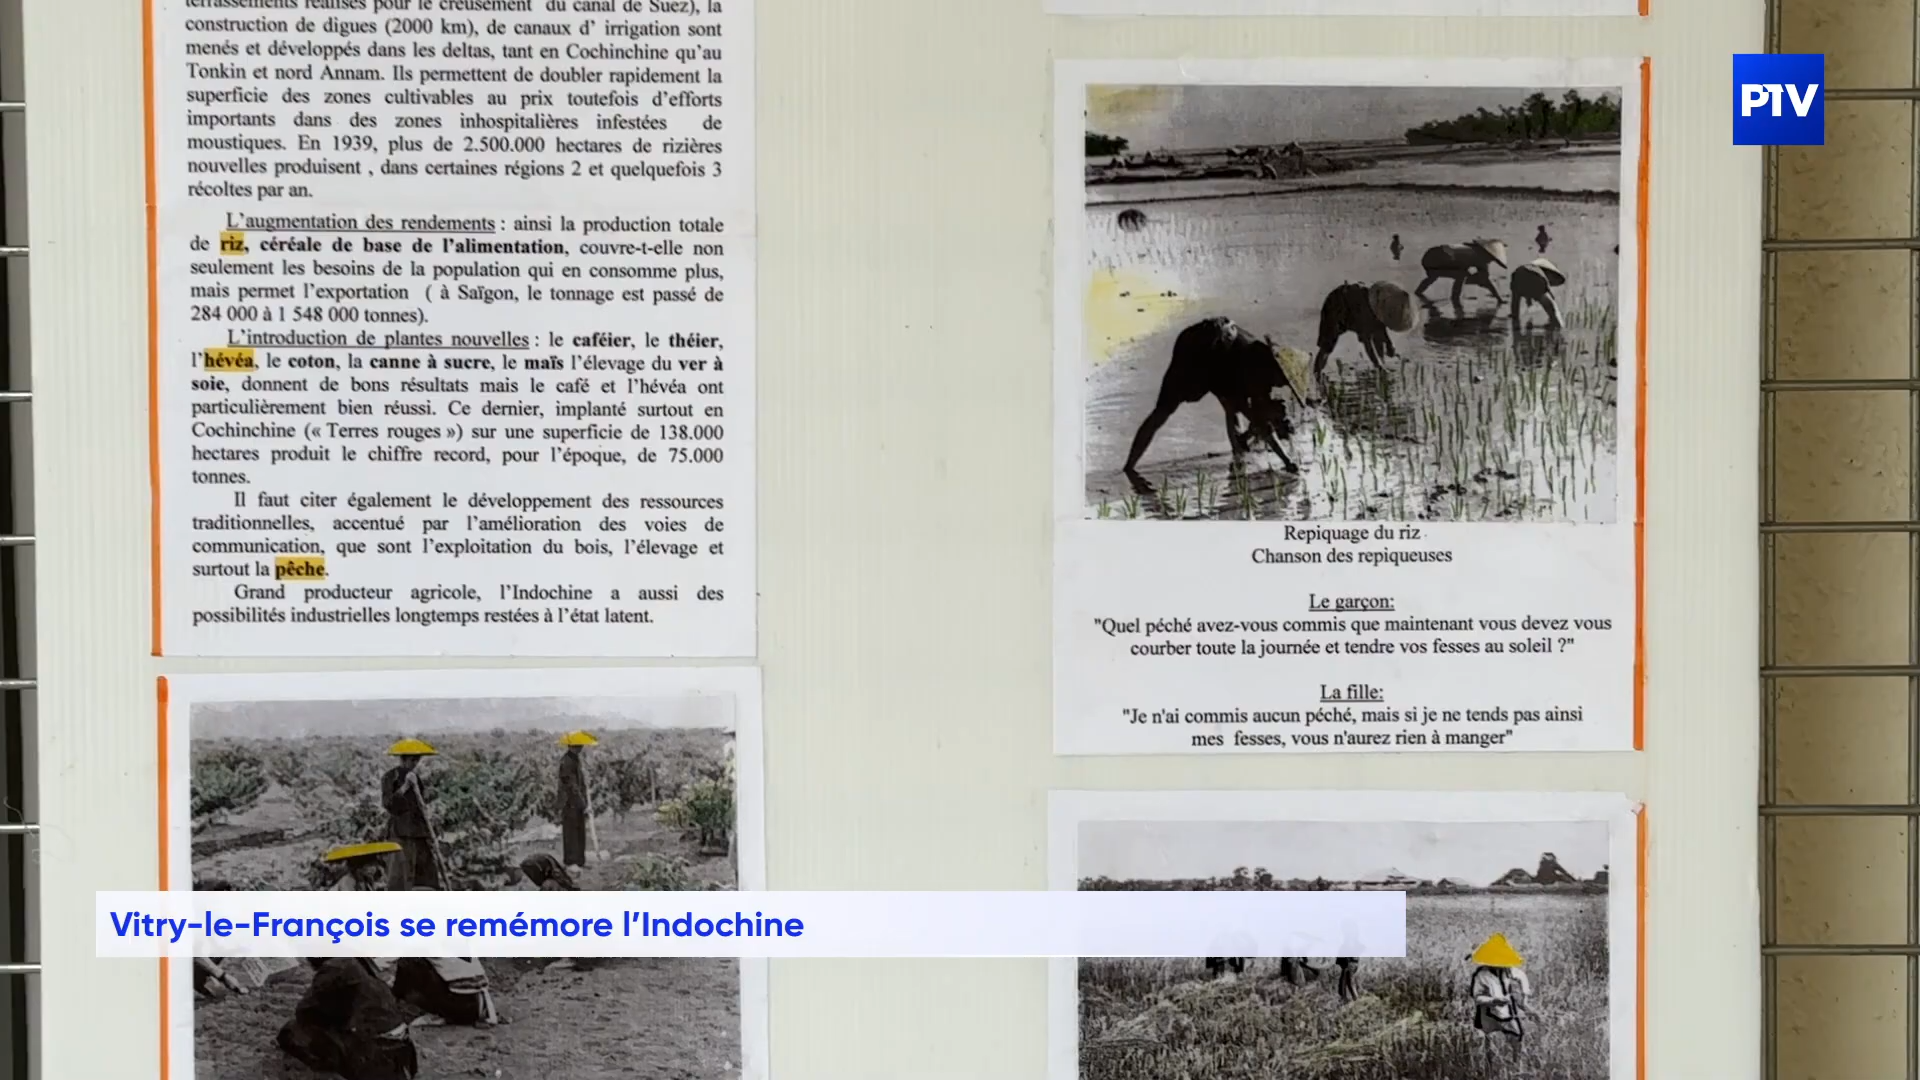 terrassements réalisés pour le creusement du canal de Suez), la
construction de digues (2000 km), de canaux d' irrigation sont
menés et développés dans les deltas, tant en Cochinchine qu'au
Tonkin et nord Annam. Ils permettent de doubler rapidement la
superficie des zones cultivables au prix toutefois d'efforts
importants dans des zones inhospitalières infestées de
moustiques. En 1939, plus de 2.500.000 hectares de rizières
nouvelles produisent , dans certaines régions 2 et quelquefois 3
récoltes par an.
L'augmentation des rendements : ainsi la production totale
de riz, céréale de base de l'alimentation, couvre-t-elle non
seulement les besoins de la population qui en consomme plus,
mais permet l'exportation ( à Saïgon, le tonnage est passé de
284 000 à 1 548 000 tonnes).
L'introduction de plantes nouvelles : le caféier, le théier,
l'hévéa, le coton, la canne à sucre, le maïs l'élevage du ver à
soie, donnent de bons résultats mais le café et l'hévéa ont
particulièrement bien réussi. Ce dernier, implanté surtout en
Cochinchine (« Terres rouges ») sur une superficie de 138.000
hectares produit le chiffre record, pour l'époque, de 75.000
tonnes.
Il faut citer également le développement des ressources
traditionnelles, accentué par l'amélioration des voies de
communication, que sont l'exploitation du bois, l'élevage et
surtout la pêche.
Grand producteur agricole, l'Indochine a aussi des
possibilités industrielles longtemps restées à l'état latent.
PTV
Repiquage du riz
Chanson des repiqueuses
Le garçon:
"Quel péché avez-vous commis que maintenant vous devez vous
courber toute la journée et tendre vos fesses au soleil ?"
La fille:
"Je n'ai commis aucun péché, mais si je ne tends pas ainsi
mes fesses, vous n'aurez rien à manger"
Vitry-le-François se remémore l'Indochine